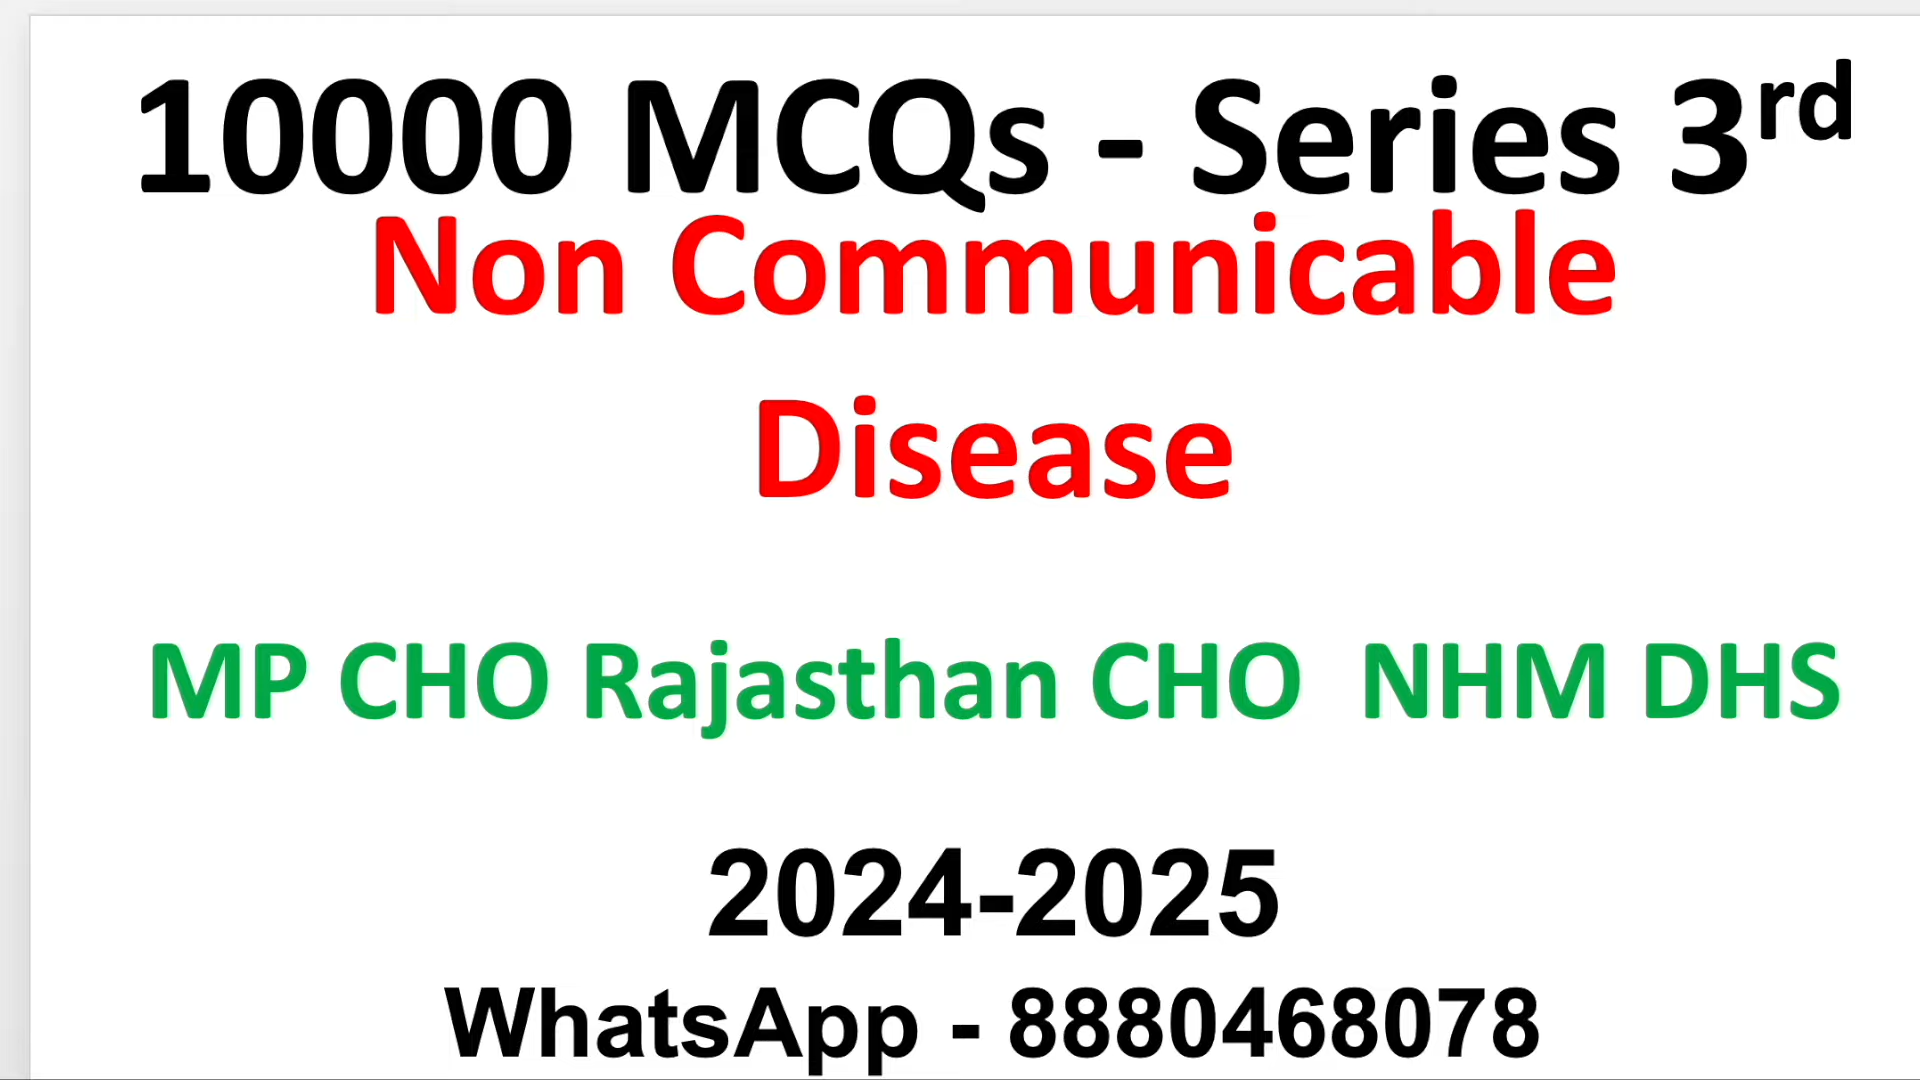 10000 MCQs - Series 3rd
Non Communicable
Disease
MP CHO Rajasthan CHO  NHM DHS
2024-2025
WhatsApp - 8880468078